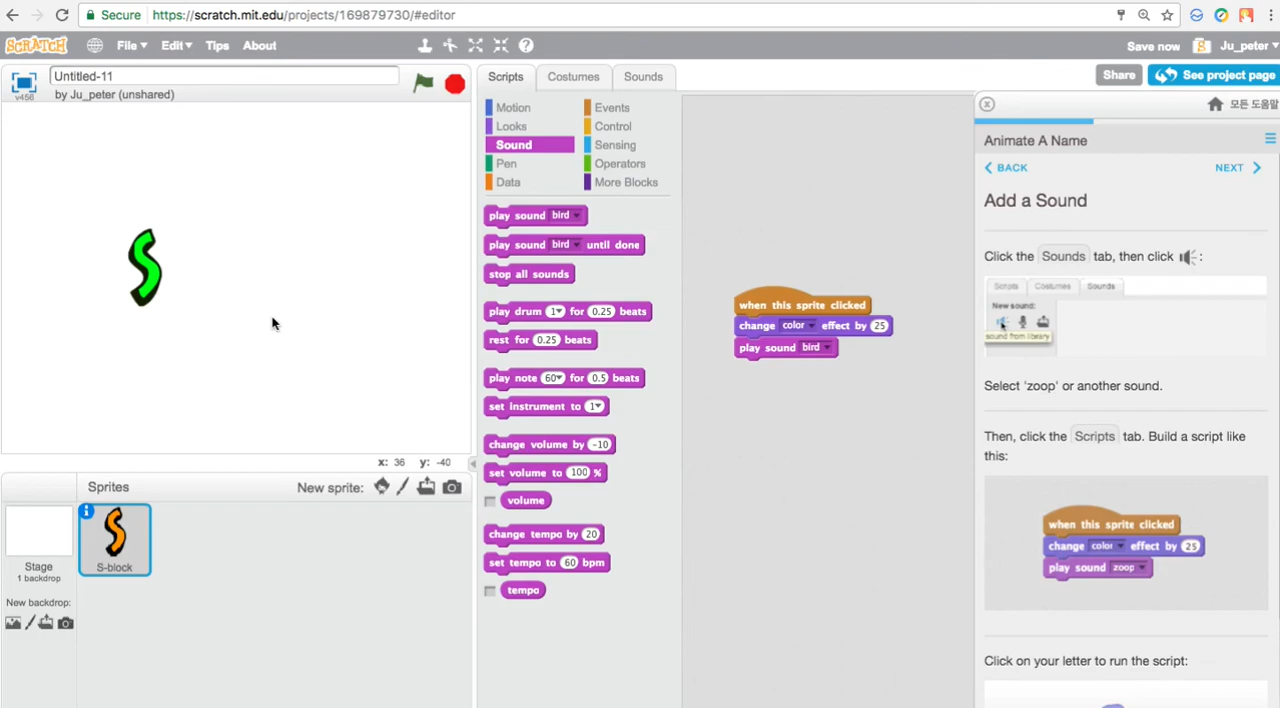 Secure https://scratch.mit.edu/projects/169879730/#editor
SCRATCH File Edit Tips About Save now Ju_peter
Untitled-11
by Ju_peter (unshared)
v456
Scripts Costumes Sounds
Share See project page
Motion Events
Looks Control
Sound Sensing
Pen Operators
Data More Blocks
play sound bird
play sound bird until done
stop all sounds
play drum 1 for 0.25 beats
rest for 0.25 beats
play note 60 for 0.5 beats
set instrument to 1
change volume by -10
set volume to 100 %
volume
change tempo by 20
set tempo to 60 bpm
tempo
when this sprite clicked
change color effect by 25
play sound bird
S
x: 36 y: -40
Sprites New sprite:
S
S-block
Stage
1 backdrop
New backdrop:
모든 도움말
Animate A Name
BACK NEXT
Add a Sound
Click the Sounds tab, then click :
Scripts Costumes Sounds
New sound:
sound from library
Select 'zoop' or another sound.
Then, click the Scripts tab. Build a script like
this:
when this sprite clicked
change color effect by 25
play sound zoop
Click on your letter to run the script: